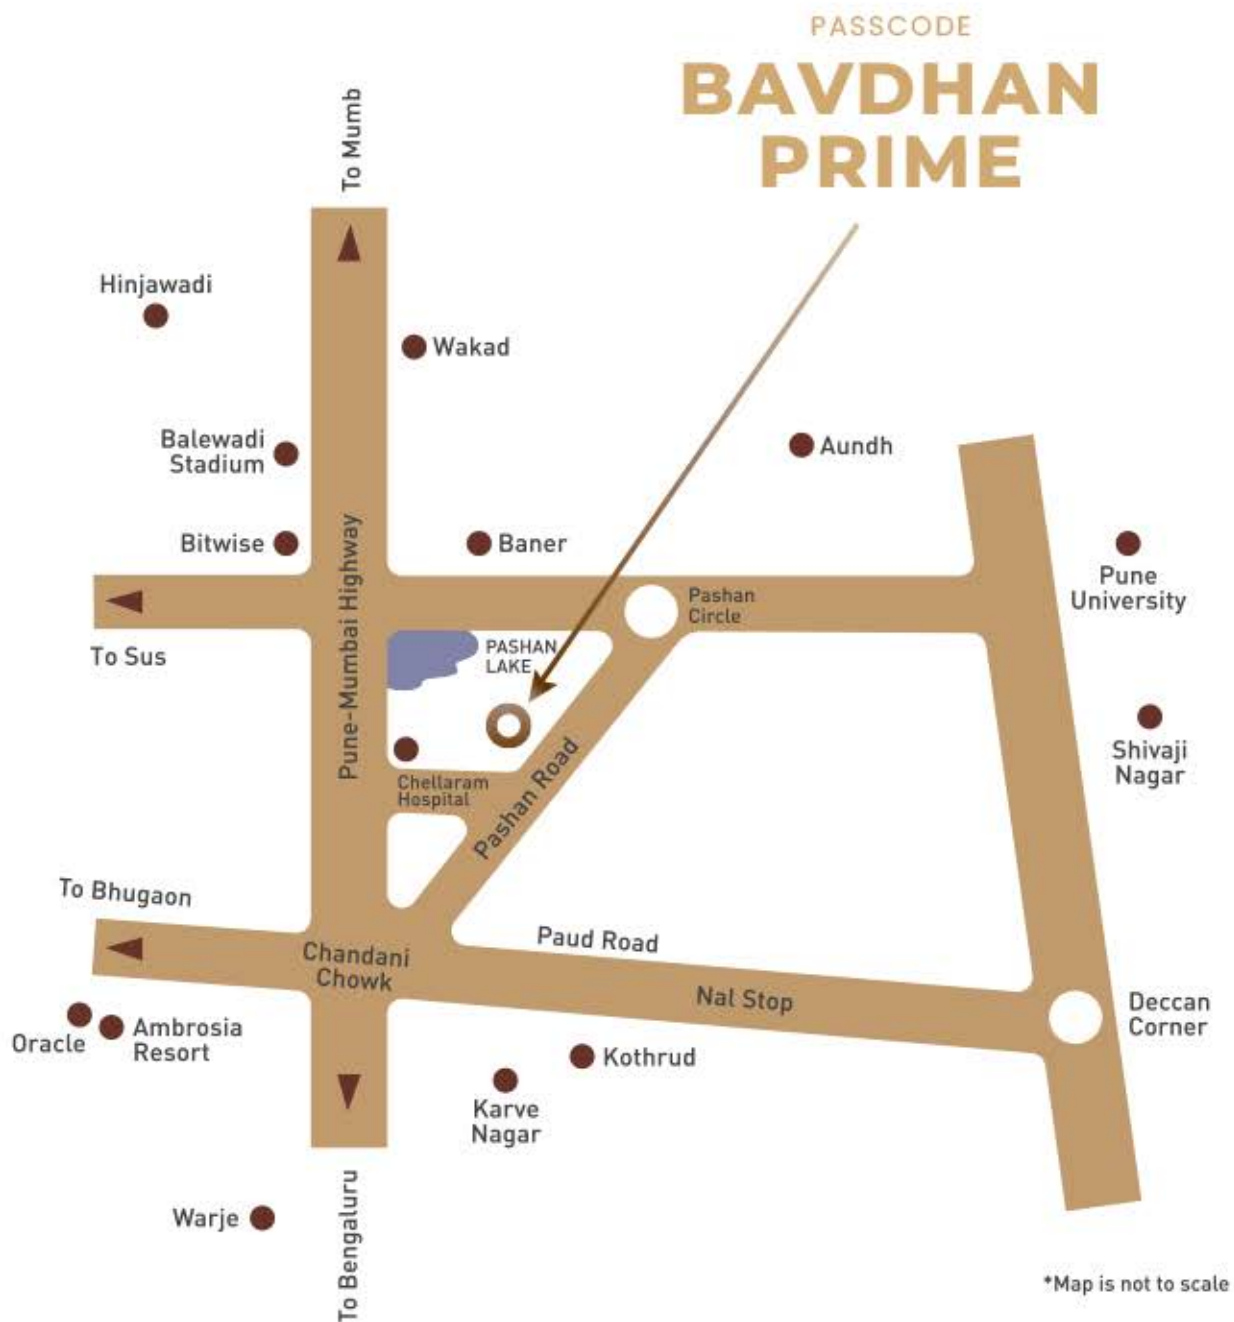 PASSCODE
BAVDHAN
PRIME
To Mumb
Hinjawadi
Wakad
Balewadi
Stadium
Aundh
Bitwise
Baner
Pune-Mumbai Highway
Pashan
Circle
Pune
University
To Sus
PASHAN
LAKE
Shivaji
Nagar
Chellaram
Hospital
Pashan Road
To Bhugaon
Chandani
Chowk
Paud Road
Nal Stop
Deccan
Corner
Oracle
Ambrosia
Resort
Kothrud
Karve
Nagar
Warje
To Bengaluru
*Map is not to scale